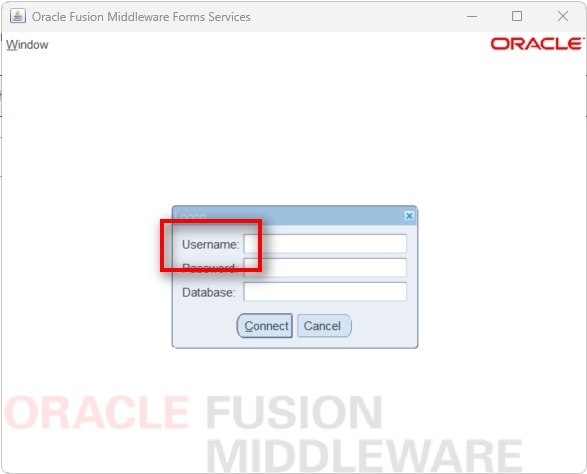 Oracle Fusion Middleware Forms Services
Window
ORACLE
Logon
Username:
Password:
Database:
Connect
Cancel
ORACLE FUSION
MIDDLEWARE